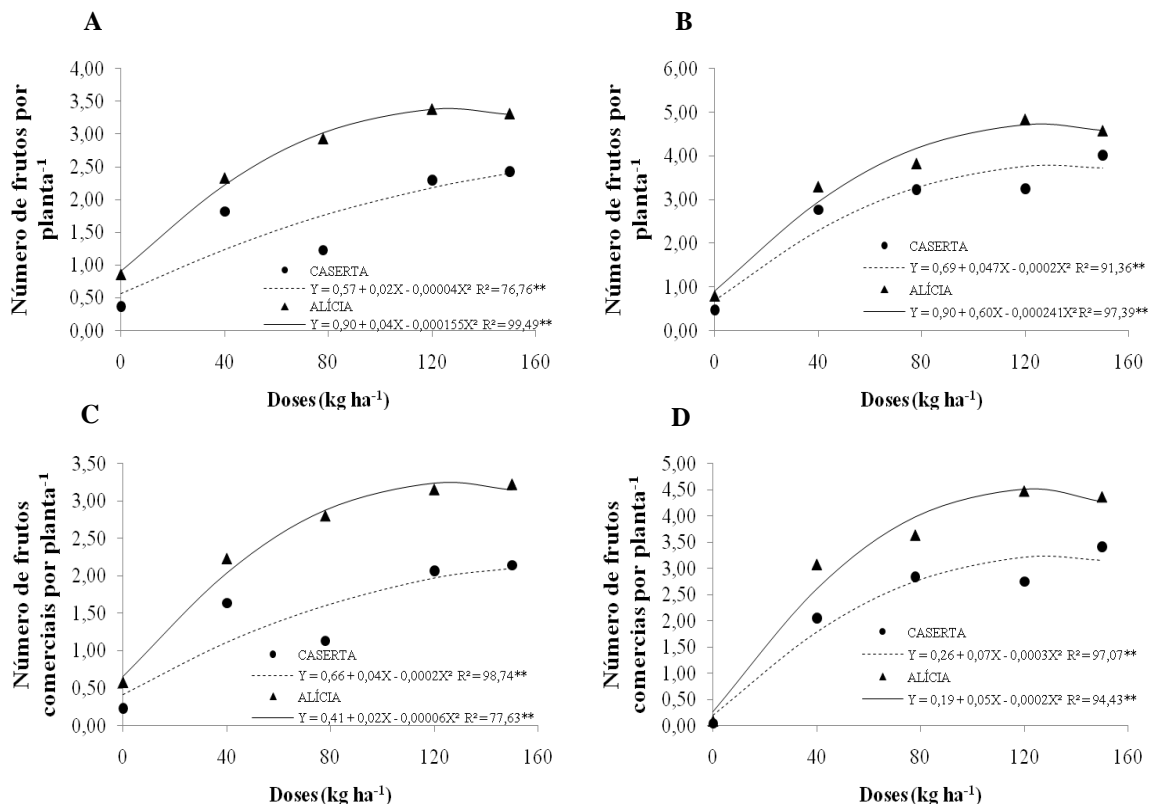 A
Número de frutos por
planta⁻¹
4,00
3,50
3,00
2,50
2,00
1,50
1,00
0,50
0,00
CASERTA
Y = 0,57 + 0,02X - 0,00004X² R² = 76,76**
ALÍCIA
Y = 0,90 + 0,04X - 0,000155X² R² = 99,49**
0 40 80 120 160
Doses (kg ha⁻¹)
B
Número de frutos por
planta⁻¹
6,00
5,00
4,00
3,00
2,00
1,00
0,00
CASERTA
Y = 0,69 + 0,047X - 0,0002X² R² = 91,36**
ALÍCIA
Y = 0,90 + 0,60X - 0,000241X² R² = 97,39**
0 40 80 120 160
Doses (kg ha⁻¹)
C
Número de frutos
comerciais por planta⁻¹
3,50
3,00
2,50
2,00
1,50
1,00
0,50
0,00
CASERTA
Y = 0,66 + 0,04X - 0,0002X² R² = 98,74**
ALÍCIA
Y = 0,41 + 0,02X - 0,00006X² R² = 77,63**
0 40 80 120 160
Doses (kg ha⁻¹)
D
Número de frutos
comercias por planta⁻¹
5,00
4,50
4,00
3,50
3,00
2,50
2,00
1,50
1,00
0,50
0,00
CASERTA
Y = 0,26 + 0,07X - 0,0003X² R² = 97,07**
ALÍCIA
Y = 0,19 + 0,05X - 0,0002X² R² = 94,43**
0 40 80 120 160
Doses (kg ha⁻¹)